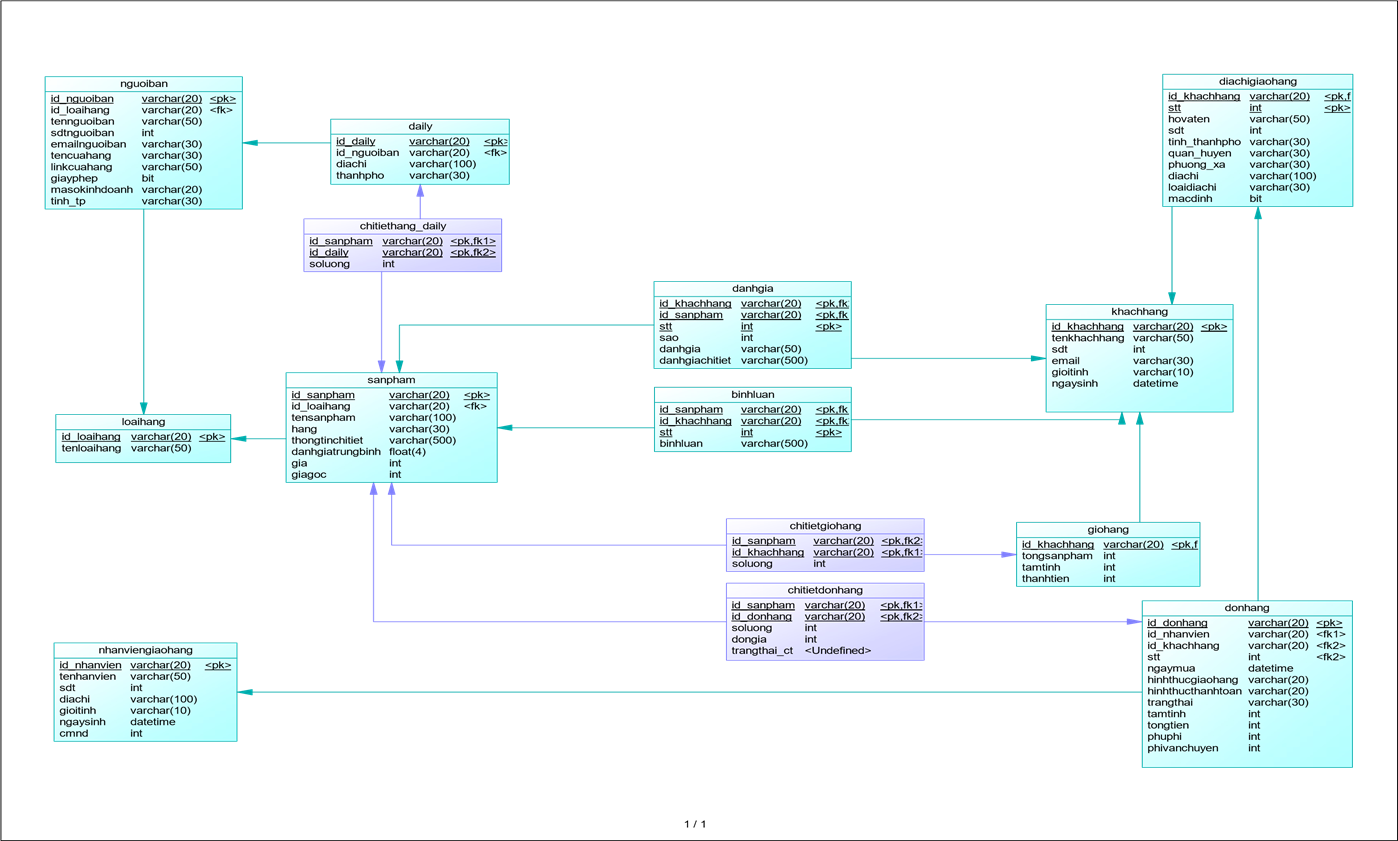 nguoiban
id_nguoiban varchar(20) <pk>
id_loaihang varchar(20) <fk>
tennguoiban varchar(50)
sdtnguoiban int
emailnguoiban varchar(30)
tencuahang varchar(30)
linkcuahang varchar(50)
giayphep bit
masokinhdoanh varchar(20)
tinh_tp varchar(30)
daily
id_daily varchar(20) <pk>
id_nguoiban varchar(20) <fk>
diachi varchar(100)
thanhpho varchar(30)
chitiethang_daily
id_sanpham varchar(20) <pk,fk1>
id_daily varchar(20) <pk,fk2>
soluong int
diachigiaohang
id_khachhang varchar(20) <pk,f
stt int <pk>
hovaten varchar(50)
sdt int
tinh_thanhpho varchar(30)
quan_huyen varchar(30)
phuong_xa varchar(30)
diachi varchar(100)
loaidiachi varchar(30)
macdinh bit
danhgia
id_khachhang varchar(20) <pk,fk
id_sanpham varchar(20) <pk,fk
stt int <pk>
sao int
danhgia varchar(50)
danhgiachitiet varchar(500)
khachhang
id_khachhang varchar(20) <pk>
tenkhachhang varchar(50)
sdt int
email varchar(30)
gioitinh varchar(10)
ngaysinh datetime
sanpham
id_sanpham varchar(20) <pk>
id_loaihang varchar(20) <fk>
tensanpham varchar(100)
hang varchar(30)
thongtinchitiet varchar(500)
danhgiatrungbinh float(4)
gia int
giagoc int
binhluan
id_sanpham varchar(20) <pk,fk
id_khachhang varchar(20) <pk,fk
stt int <pk>
binhluan varchar(500)
loaihang
id_loaihang varchar(20) <pk>
tenloaihang varchar(50)
chitietgiohang
id_sanpham varchar(20) <pk,fk2>
id_khachhang varchar(20) <pk,fk1>
soluong int
giohang
id_khachhang varchar(20) <pk,f
tongsanpham int
tamtinh int
thanhtien int
chitietdonhang
id_sanpham varchar(20) <pk,fk1>
id_donhang varchar(20) <pk,fk2>
soluong int
dongia int
trangthai_ct <Undefined>
donhang
id_donhang varchar(20) <pk>
id_nhanvien varchar(20) <fk1>
id_khachhang varchar(20) <fk2>
stt int <fk2>
ngaymua datetime
hinhthucgiaohang varchar(20)
hinhthucthanhtoan varchar(20)
trangthai varchar(30)
tamtinh int
tongtien int
phuphi int
phivanchuyen int
nhanviengiaohang
id_nhanvien varchar(20) <pk>
tenhanvien varchar(50)
sdt int
diachi varchar(100)
gioitinh varchar(10)
ngaysinh datetime
cmnd int
1 / 1